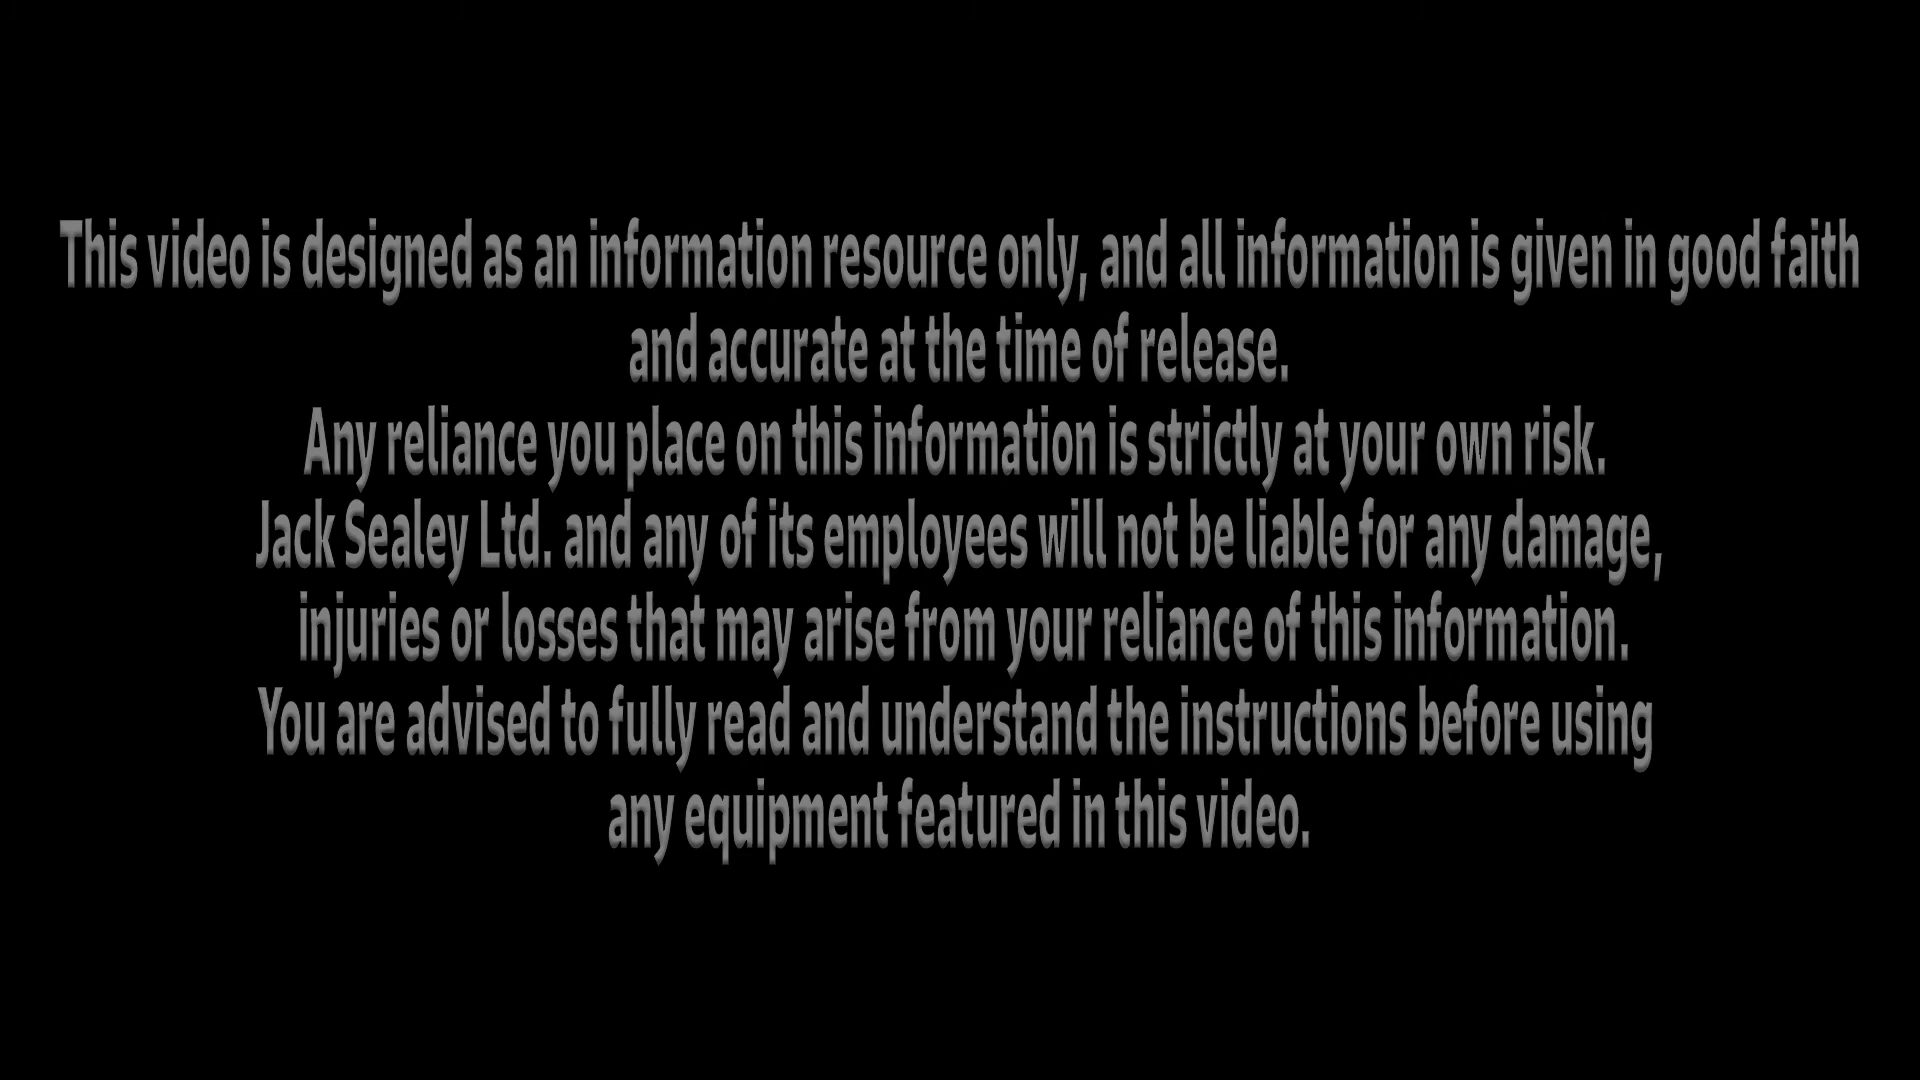 This video is designed as an information resource only, and all information is given in good faith
and accurate at the time of release.
Any reliance you place on this information is strictly at your own risk.
Jack Sealey Ltd. and any of its employees will not be liable for any damage,
injuries or losses that may arise from your reliance of this information.
You are advised to fully read and understand the instructions before using
any equipment featured in this video.